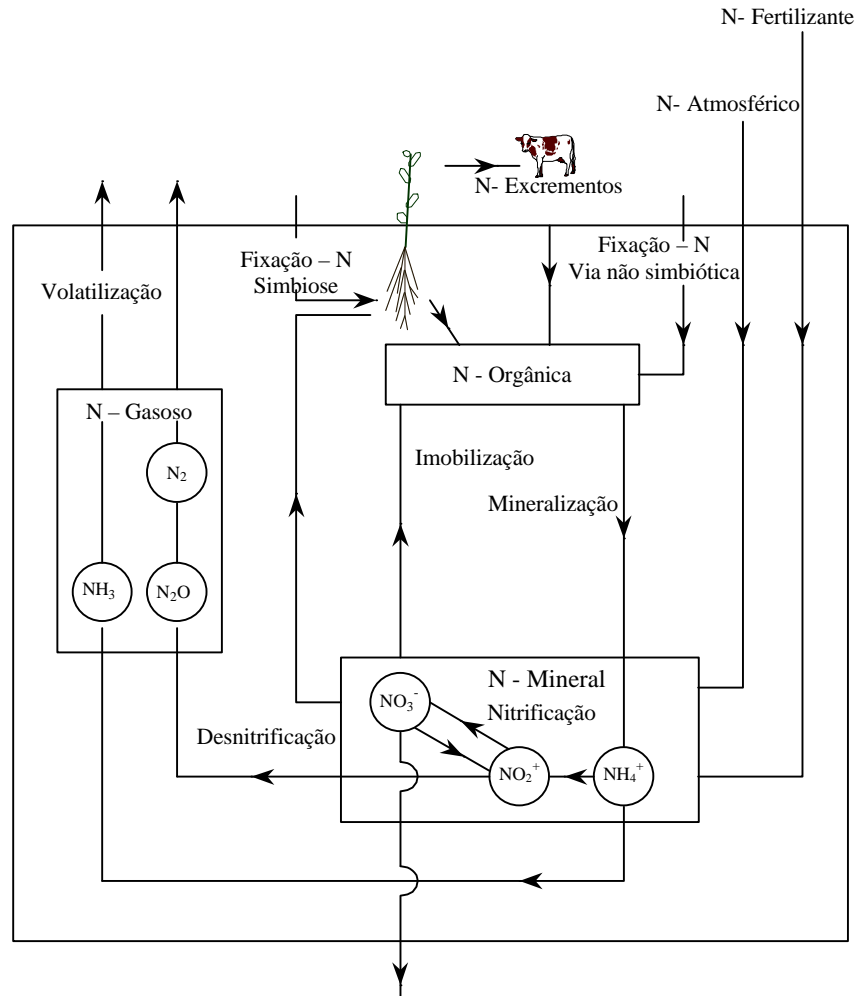 N- Fertilizante
N- Atmosférico
N- Excrementos
Fixação – N
Simbiose
Fixação – N
Via não simbiótica
Volatilização
N - Orgânica
N – Gasoso
N₂
NH₃
N₂O
Imobilização
Mineralização
N - Mineral
Nitrificação
NO₃⁻
Desnitrificação
NO₂⁺
NH₄⁺